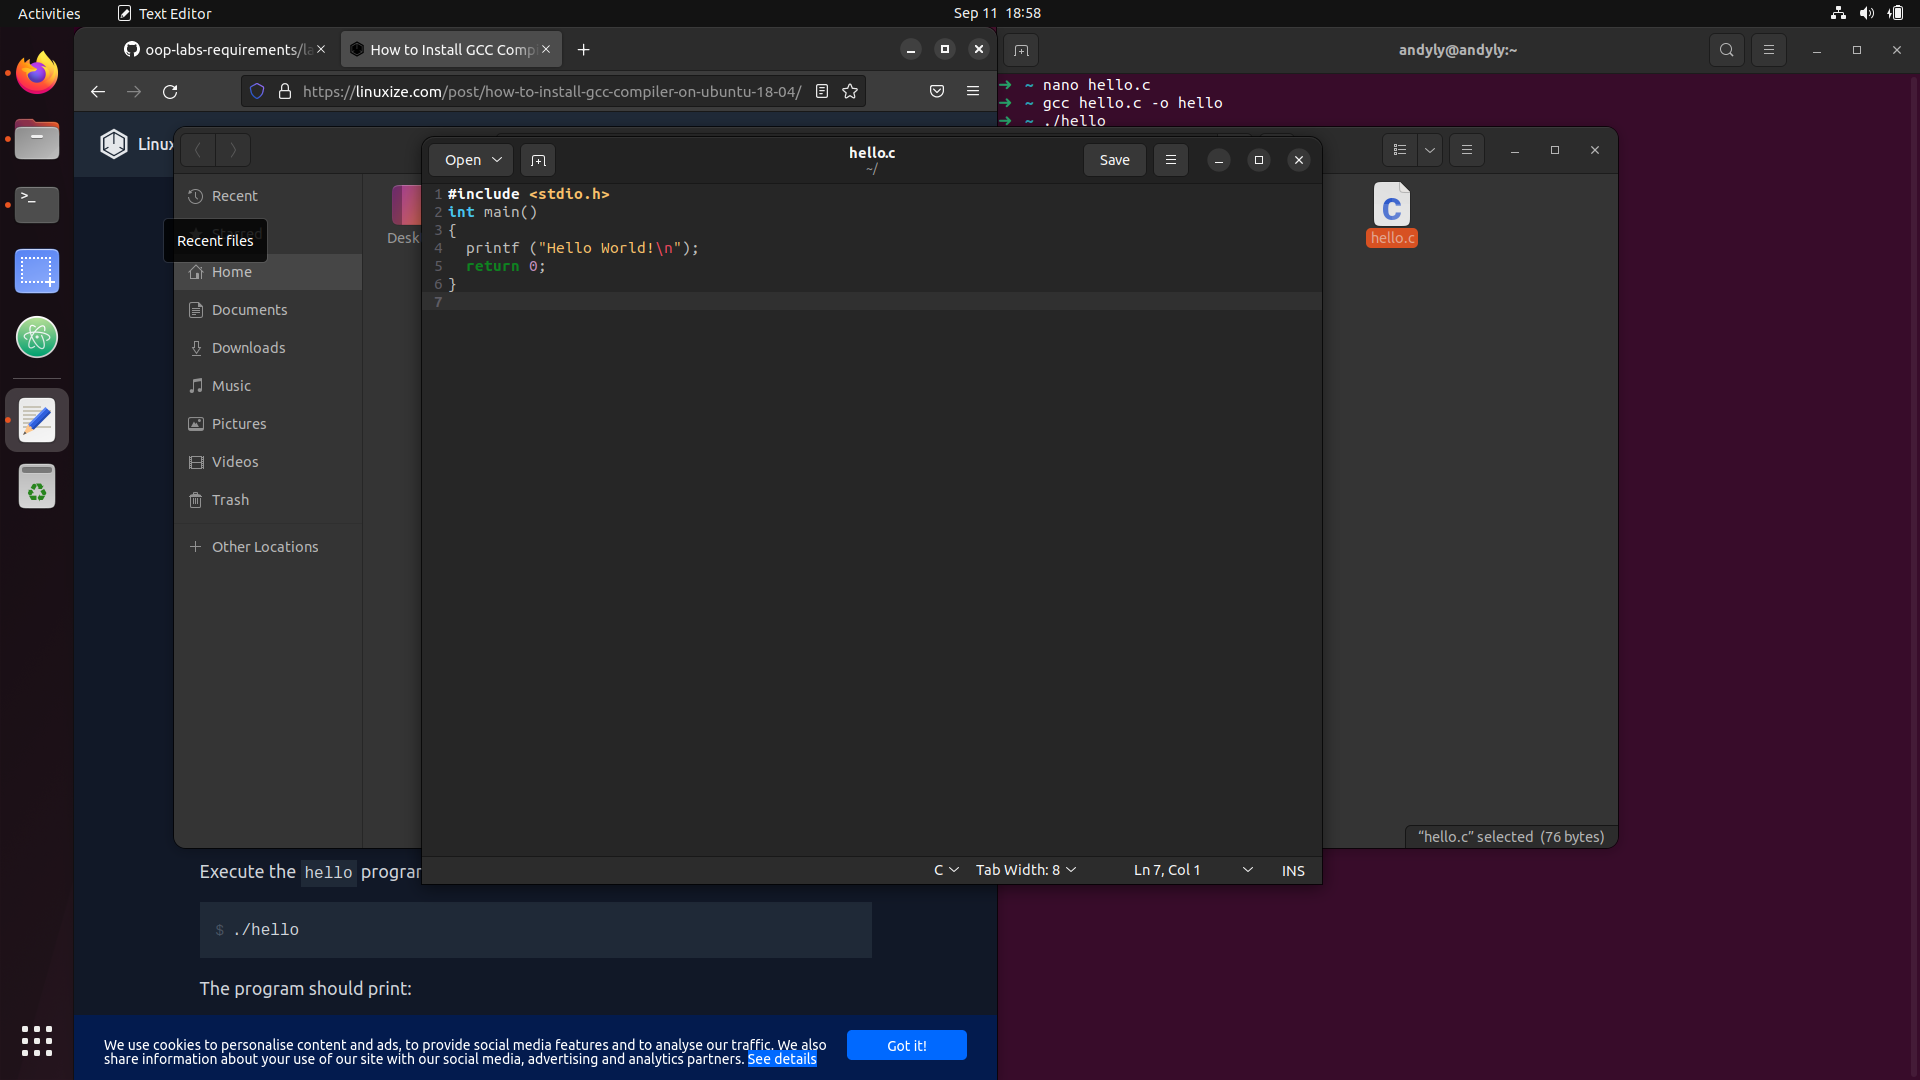 Activities
Text Editor
Sep 11 18:58
oop-labs-requirements/la
How to Install GCC Comp
https://linuxize.com/post/how-to-install-gcc-compiler-on-ubuntu-18-04/
andyly@andyly:~
➜ ~ nano hello.c
➜ ~ gcc hello.c -o hello
➜ ~ ./hello
Linux
Recent
Starred
Recent files
Home
Documents
Downloads
Music
Pictures
Videos
Trash
+ Other Locations
Desk
Open
hello.c
~/
Save
1 #include <stdio.h>
2 int main()
3 {
4   printf ("Hello World!\n");
5   return 0;
6 }
7
C
Tab Width: 8
Ln 7, Col 1
INS
C
hello.c
“hello.c” selected (76 bytes)
Execute the hello program
$ ./hello
The program should print:
We use cookies to personalise content and ads, to provide social media features and to analyse our traffic. We also
share information about your use of our site with our social media, advertising and analytics partners. See details
Got it!